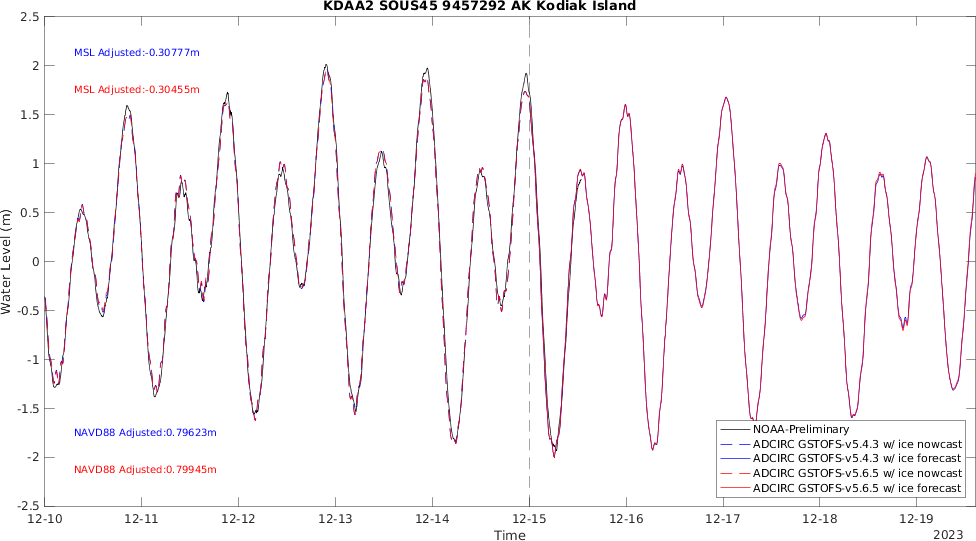 KDAA2 SOUS45 9457292 AK Kodiak Island
2.5
2
1.5
1
0.5
0
-0.5
-1
-1.5
-2
-2.5
Water Level (m)
MSL Adjusted:-0.30777m
MSL Adjusted:-0.30455m
NAVD88 Adjusted:0.79623m
NAVD88 Adjusted:0.79945m
NOAA-Preliminary
ADCIRC GSTOFS-v5.4.3 w/ ice nowcast
ADCIRC GSTOFS-v5.4.3 w/ ice forecast
ADCIRC GSTOFS-v5.6.5 w/ ice nowcast
ADCIRC GSTOFS-v5.6.5 w/ ice forecast
12-10 12-11 12-12 12-13 12-14 12-15 12-16 12-17 12-18 12-19
Time
2023